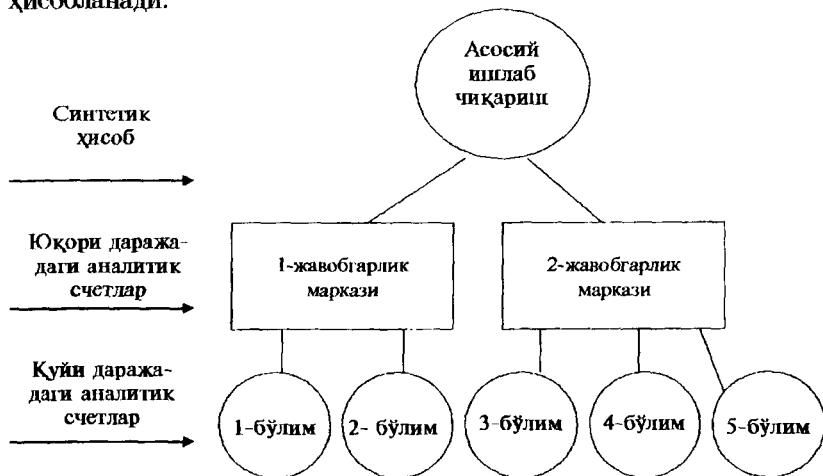 ҳисобланади.
Асосий
ишлаб
чиқариш
Синтетик
ҳисоб
Юқори даража-
даги аналитик
счетлар
1-жавобгарлик
маркази
2-жавобгарлик
маркази
Қуйи даража-
даги аналитик
счетлар
1-бўлим
2- бўлим
3-бўлим
4-бўлим
5-бўлим